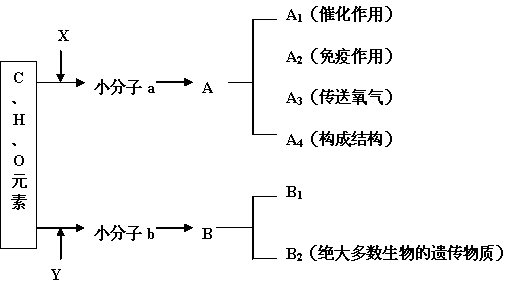 X
C、H、O元素
小分子 a
A
A1（催化作用）
A2（免疫作用）
A3（传送氧气）
A4（构成结构）
小分子 b
B
B1
B2（绝大多数生物的遗传物质）
Y